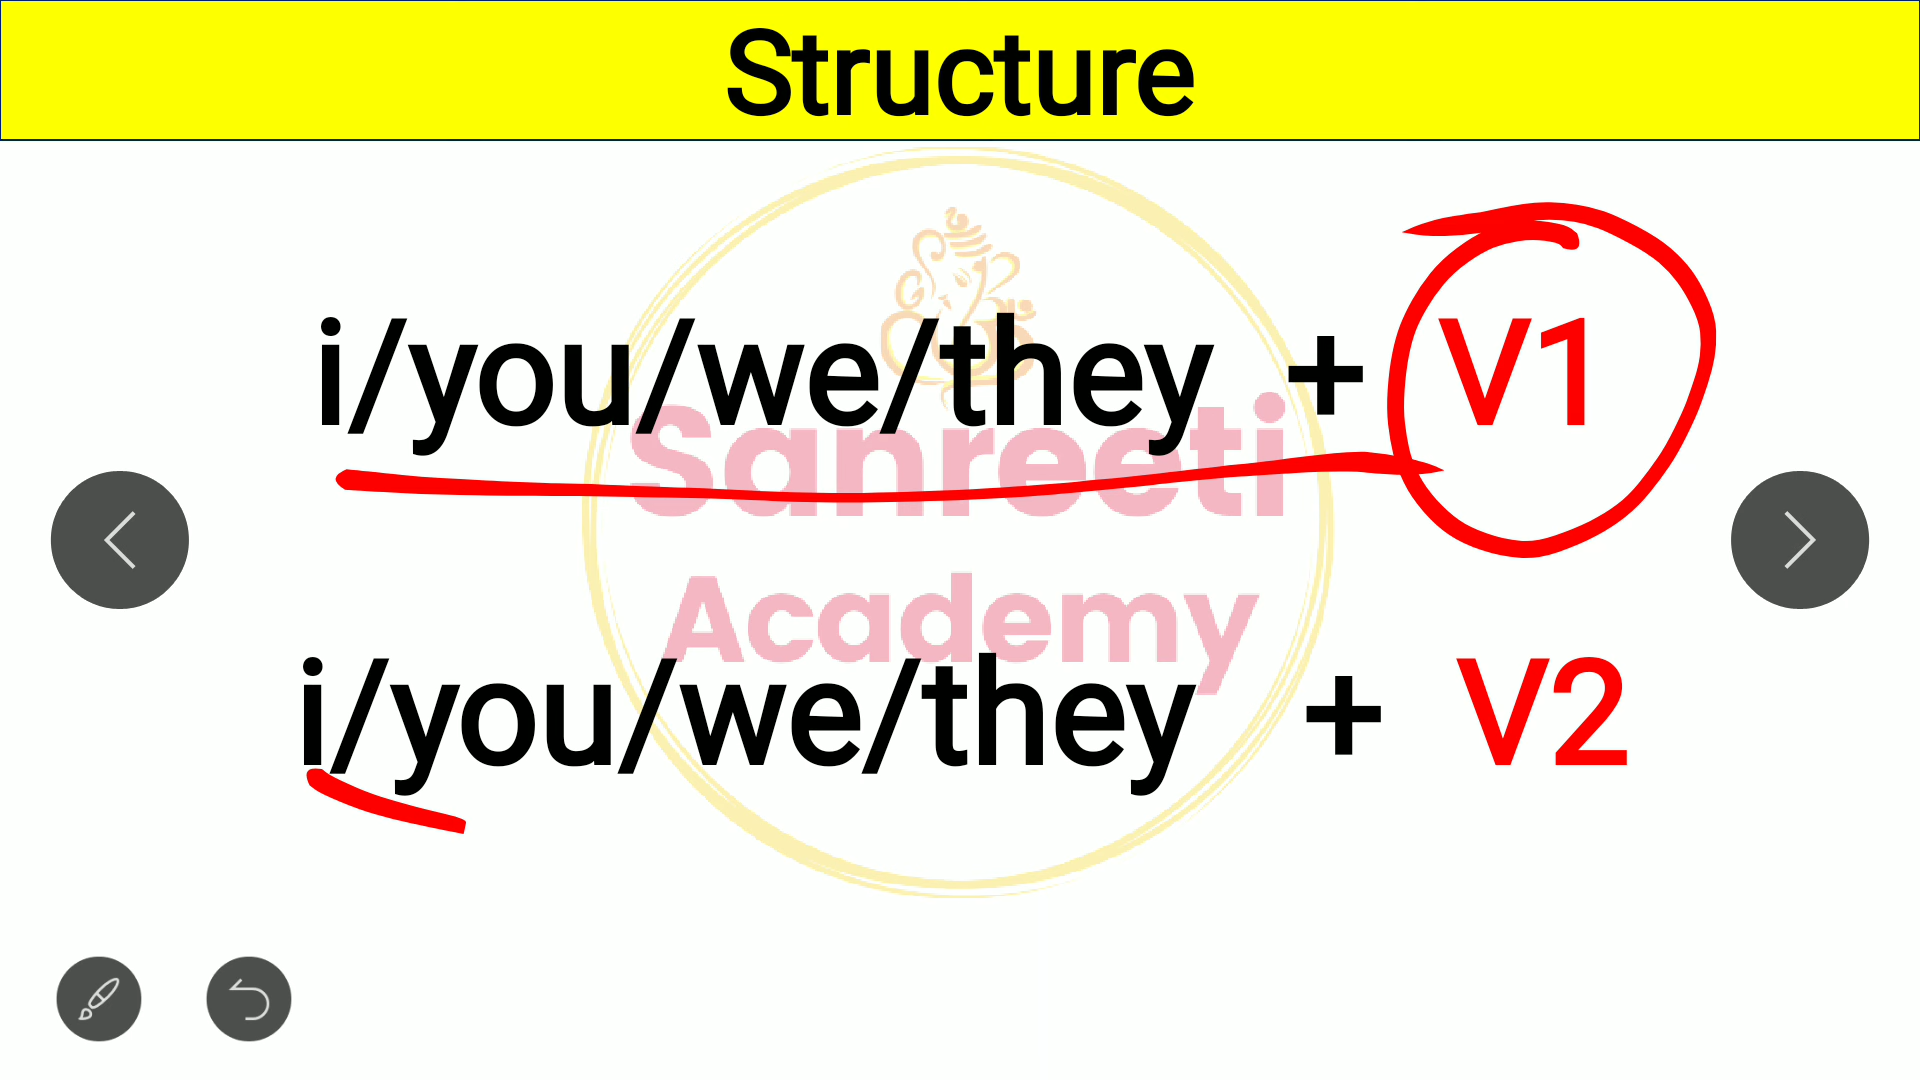 Structure
i/you/we/they + V1
Sanreeti
Academy
i/you/we/they + V2